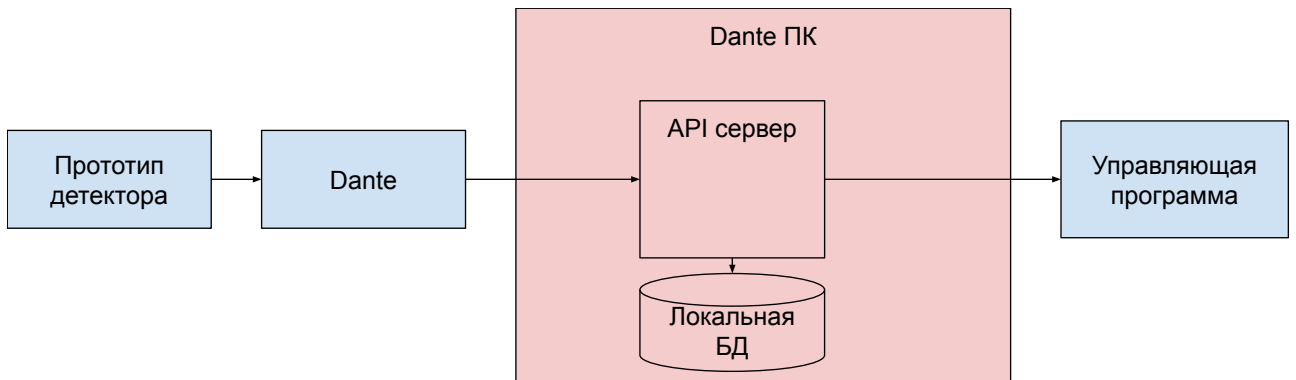 Dante ПК
API сервер
Прототип
детектора
Dante
Управляющая
программа
Локальная
БД